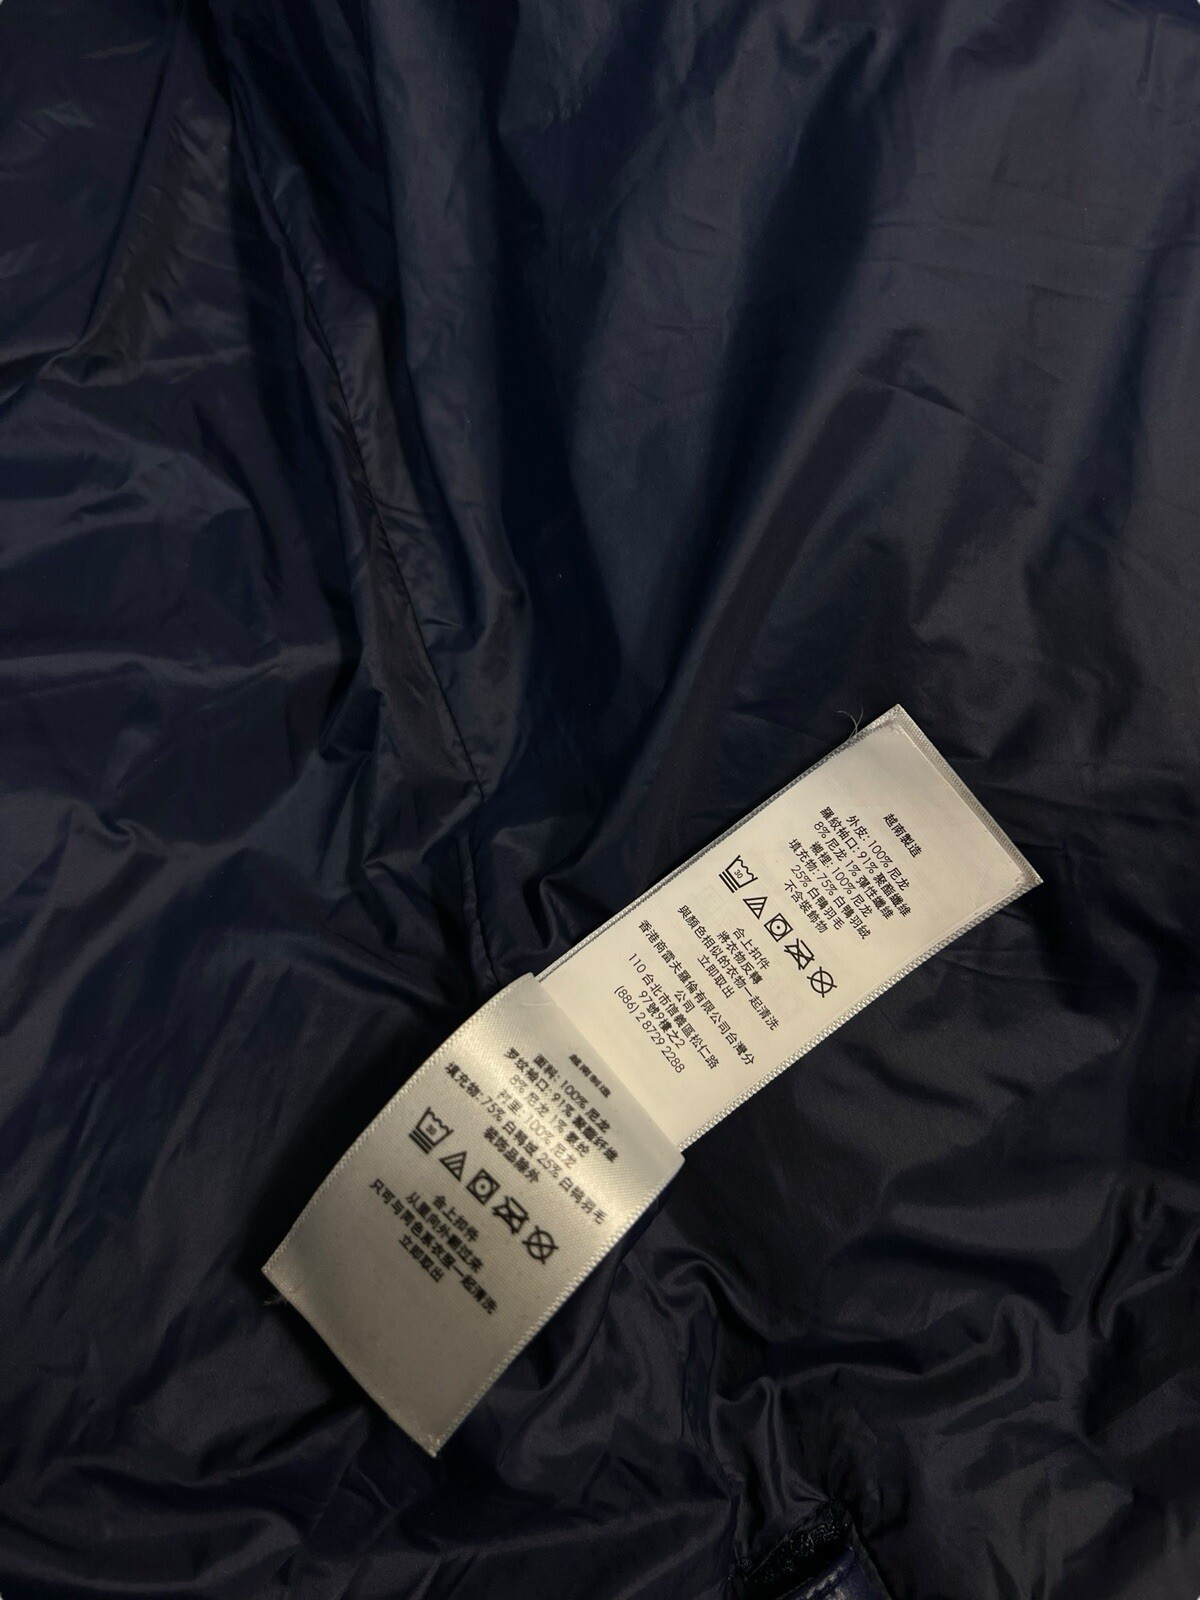 越南製造
外皮: 100% 尼龙
羅紋袖口: 91% 聚酯纖維
8% 尼龙 1% 彈性纖維
襯裡: 100% 尼龙
填充物: 75% 白鴨羽絨
25% 白鴨羽毛
不含裝飾物
30
合上扣件
將衣物反轉
與顏色相似的衣物一起清洗
立即取出
香港商雷夫羅倫有限公司台灣分
公司
110 台北市信義區松仁路
97號9樓之2
(886) 2 8729 2288
越南制造
面料: 100% 尼龙
罗纹袖口: 91% 聚酯纤维
8% 尼龙 1% 氨纶
衬里: 100% 尼龙
填充物: 75% 白鸭绒 25% 白鸭羽毛
装饰品除外
30
合上扣件
从里向外翻过来
只可与同色系衣服一起清洗
立即取出